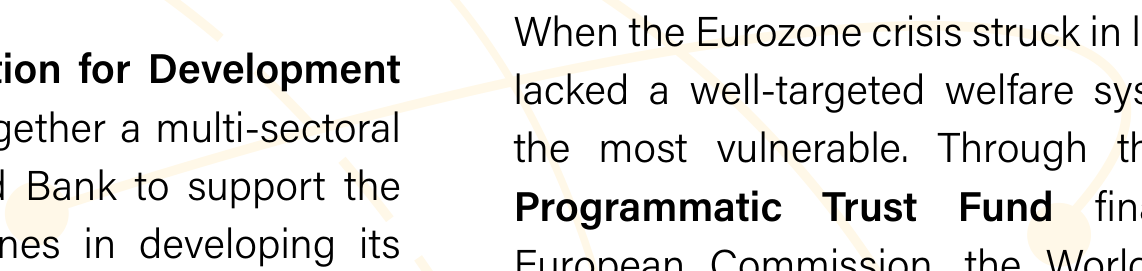 tion for Development
gether a multi-sectoral
Bank to support the
nes in developing its
When the Eurozone crisis struck in
lacked a well-targeted welfare sys
the most vulnerable. Through th
Programmatic Trust Fund fina
European Commission, the World